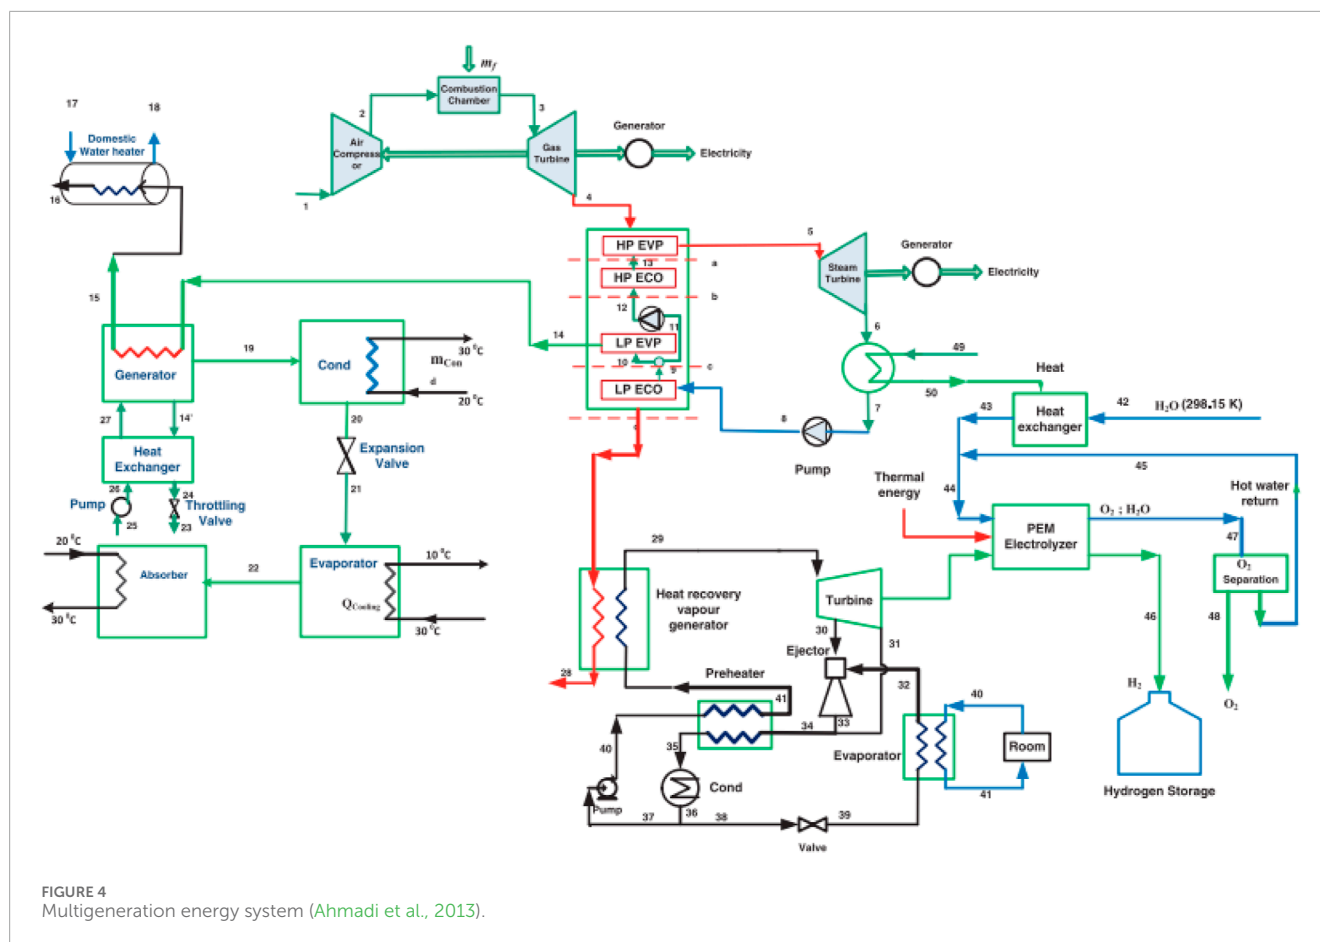 m_f
Combustion
Chamber
2
3
17
18
Domestic
Water heater
Air
Compress
or
Gas
Turbine
Generator
Electricity
16
1
4
5
HP EVP
13
a
HP ECO
b
12
11
LP EVP
10
c
9
LP ECO
Steam
Turbine
Generator
Electricity
15
14
6
19
Generator
Cond
30 ⁰C
m_Con
d
20 ⁰C
49
50
Heat
7
8
Pump
43
42
H₂O (298.15 K)
Heat
exchanger
27
14'
20
Heat
Exchanger
Expansion
Valve
45
26
24
21
Pump
Throttling
Valve
25
23
Thermal
energy
44
Hot water
return
O₂ ; H₂O
PEM
Electrolyzer
47
O₂
Separation
20⁰C
10 ⁰C
Absorber
22
Evaporator
Q_Cooling
30 ⁰C
30 ⁰C
29
Heat recovery
vapour
generator
Turbine
30
31
46
48
Ejector
28
Preheater
41
32
40
H₂
O₂
34
33
40
35
Evaporator
Room
Cond
41
Pump
Hydrogen Storage
37
36
38
39
Valve
FIGURE 4
Multigeneration energy system (Ahmadi et al., 2013).